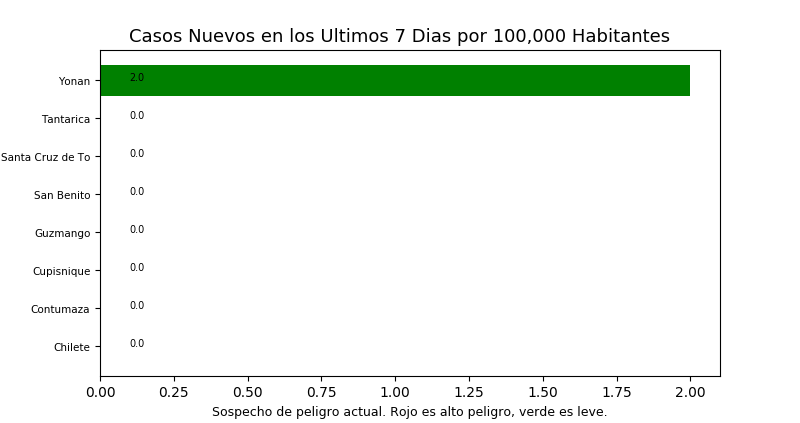 Casos Nuevos en los Ultimos 7 Dias por 100,000 Habitantes
Yonan 2.0
Tantarica 0.0
Santa Cruz de To 0.0
San Benito 0.0
Guzmango 0.0
Cupisnique 0.0
Contumaza 0.0
Chilete 0.0
0.00 0.25 0.50 0.75 1.00 1.25 1.50 1.75 2.00
Sospecho de peligro actual. Rojo es alto peligro, verde es leve.